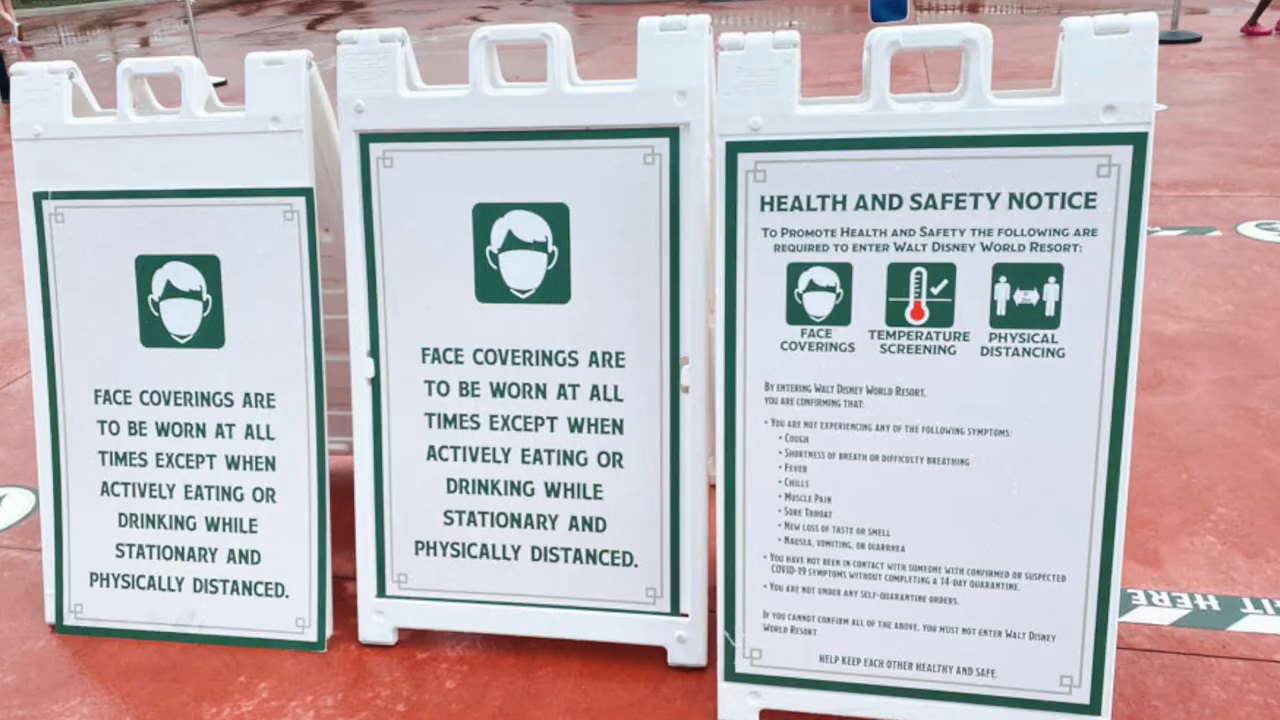 FACE COVERINGS ARE
TO BE WORN AT ALL
TIMES EXCEPT WHEN
ACTIVELY EATING OR
DRINKING WHILE
STATIONARY AND
PHYSICALLY DISTANCED.
FACE COVERINGS ARE
TO BE WORN AT ALL
TIMES EXCEPT WHEN
ACTIVELY EATING OR
DRINKING WHILE
STATIONARY AND
PHYSICALLY DISTANCED.
HEALTH AND SAFETY NOTICE
TO PROMOTE HEALTH AND SAFETY THE FOLLOWING ARE
REQUIRED TO ENTER WALT DISNEY WORLD RESORT:
FACE
COVERINGS
TEMPERATURE
SCREENING
PHYSICAL
DISTANCING
BY ENTERING WALT DISNEY WORLD RESORT,
YOU ARE CONFIRMING THAT:
• YOU ARE NOT EXPERIENCING ANY OF THE FOLLOWING SYMPTOMS:
• COUGH
• SHORTNESS OF BREATH OR DIFFICULTY BREATHING
• FEVER
• CHILLS
• MUSCLE PAIN
• SORE THROAT
• NEW LOSS OF TASTE OR SMELL
• NAUSEA, VOMITING, OR DIARRHEA
• YOU HAVE NOT BEEN IN CONTACT WITH SOMEONE WITH CONFIRMED OR SUSPECTED
COVID-19 SYMPTOMS WITHOUT COMPLETING A 14-DAY QUARANTINE.
• YOU ARE NOT UNDER ANY SELF-QUARANTINE ORDERS.
IF YOU CANNOT CONFIRM ALL OF THE ABOVE, YOU MUST NOT ENTER WALT DISNEY
WORLD RESORT.
HELP KEEP EACH OTHER HEALTHY AND SAFE.
IT HERE